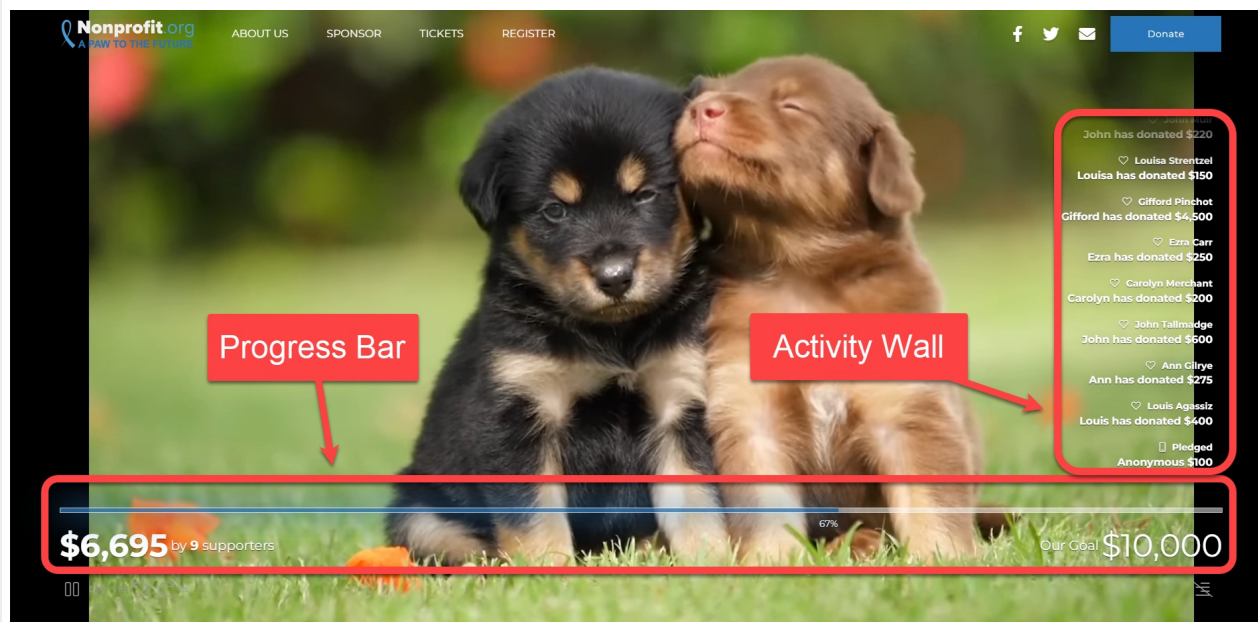 Nonprofit.org
A PAW TO THE FUTURE
ABOUT US SPONSOR TICKETS REGISTER
Donate
John Muir
John has donated $220
Louisa Strentzel
Louisa has donated $150
Gifford Pinchot
Gifford has donated $4,500
Ezra Carr
Ezra has donated $250
Carolyn Merchant
Carolyn has donated $200
John Tallmadge
John has donated $600
Ann Gilrye
Ann has donated $275
Louis Agassiz
Louis has donated $400
Pledged
Anonymous $100
Progress Bar
Activity Wall
67%
$6,695 by 9 supporters
Our Goal $10,000